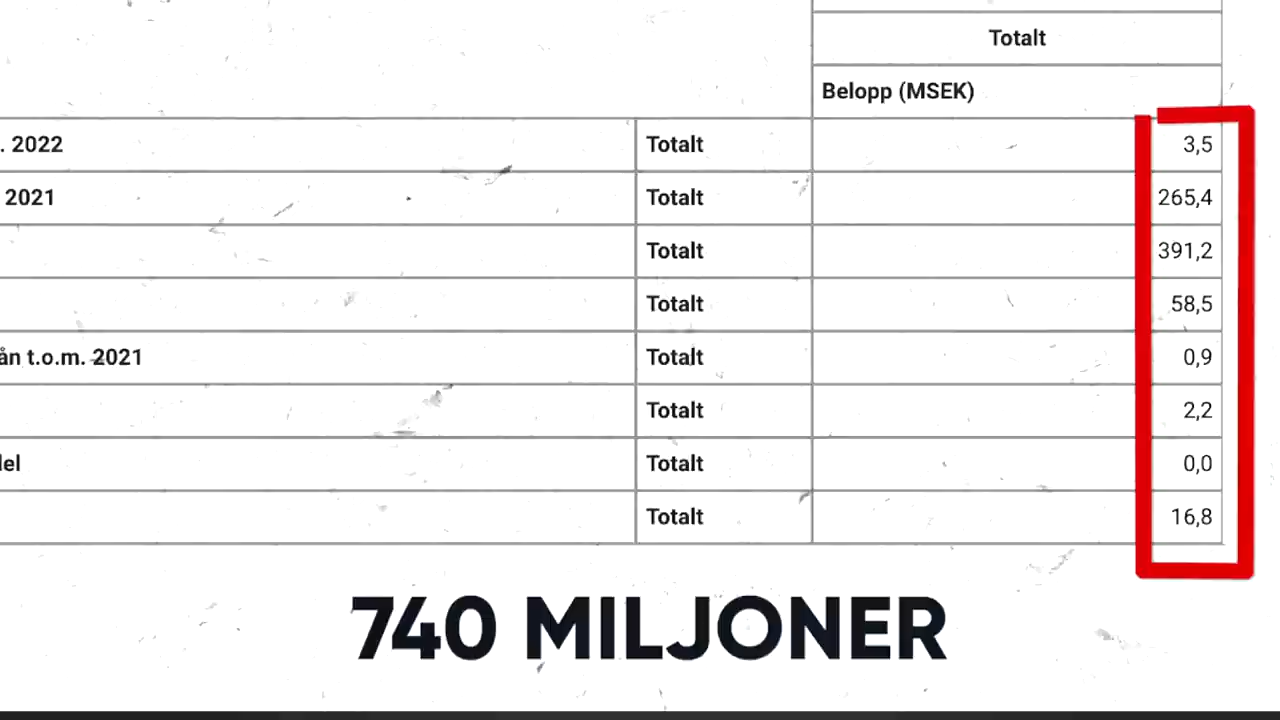 Totalt
Belopp (MSEK)
. 2022 Totalt 3,5
2021 Totalt 265,4
Totalt 391,2
Totalt 58,5
ån t.o.m. 2021 Totalt 0,9
Totalt 2,2
lel Totalt 0,0
Totalt 16,8
740 MILJONER